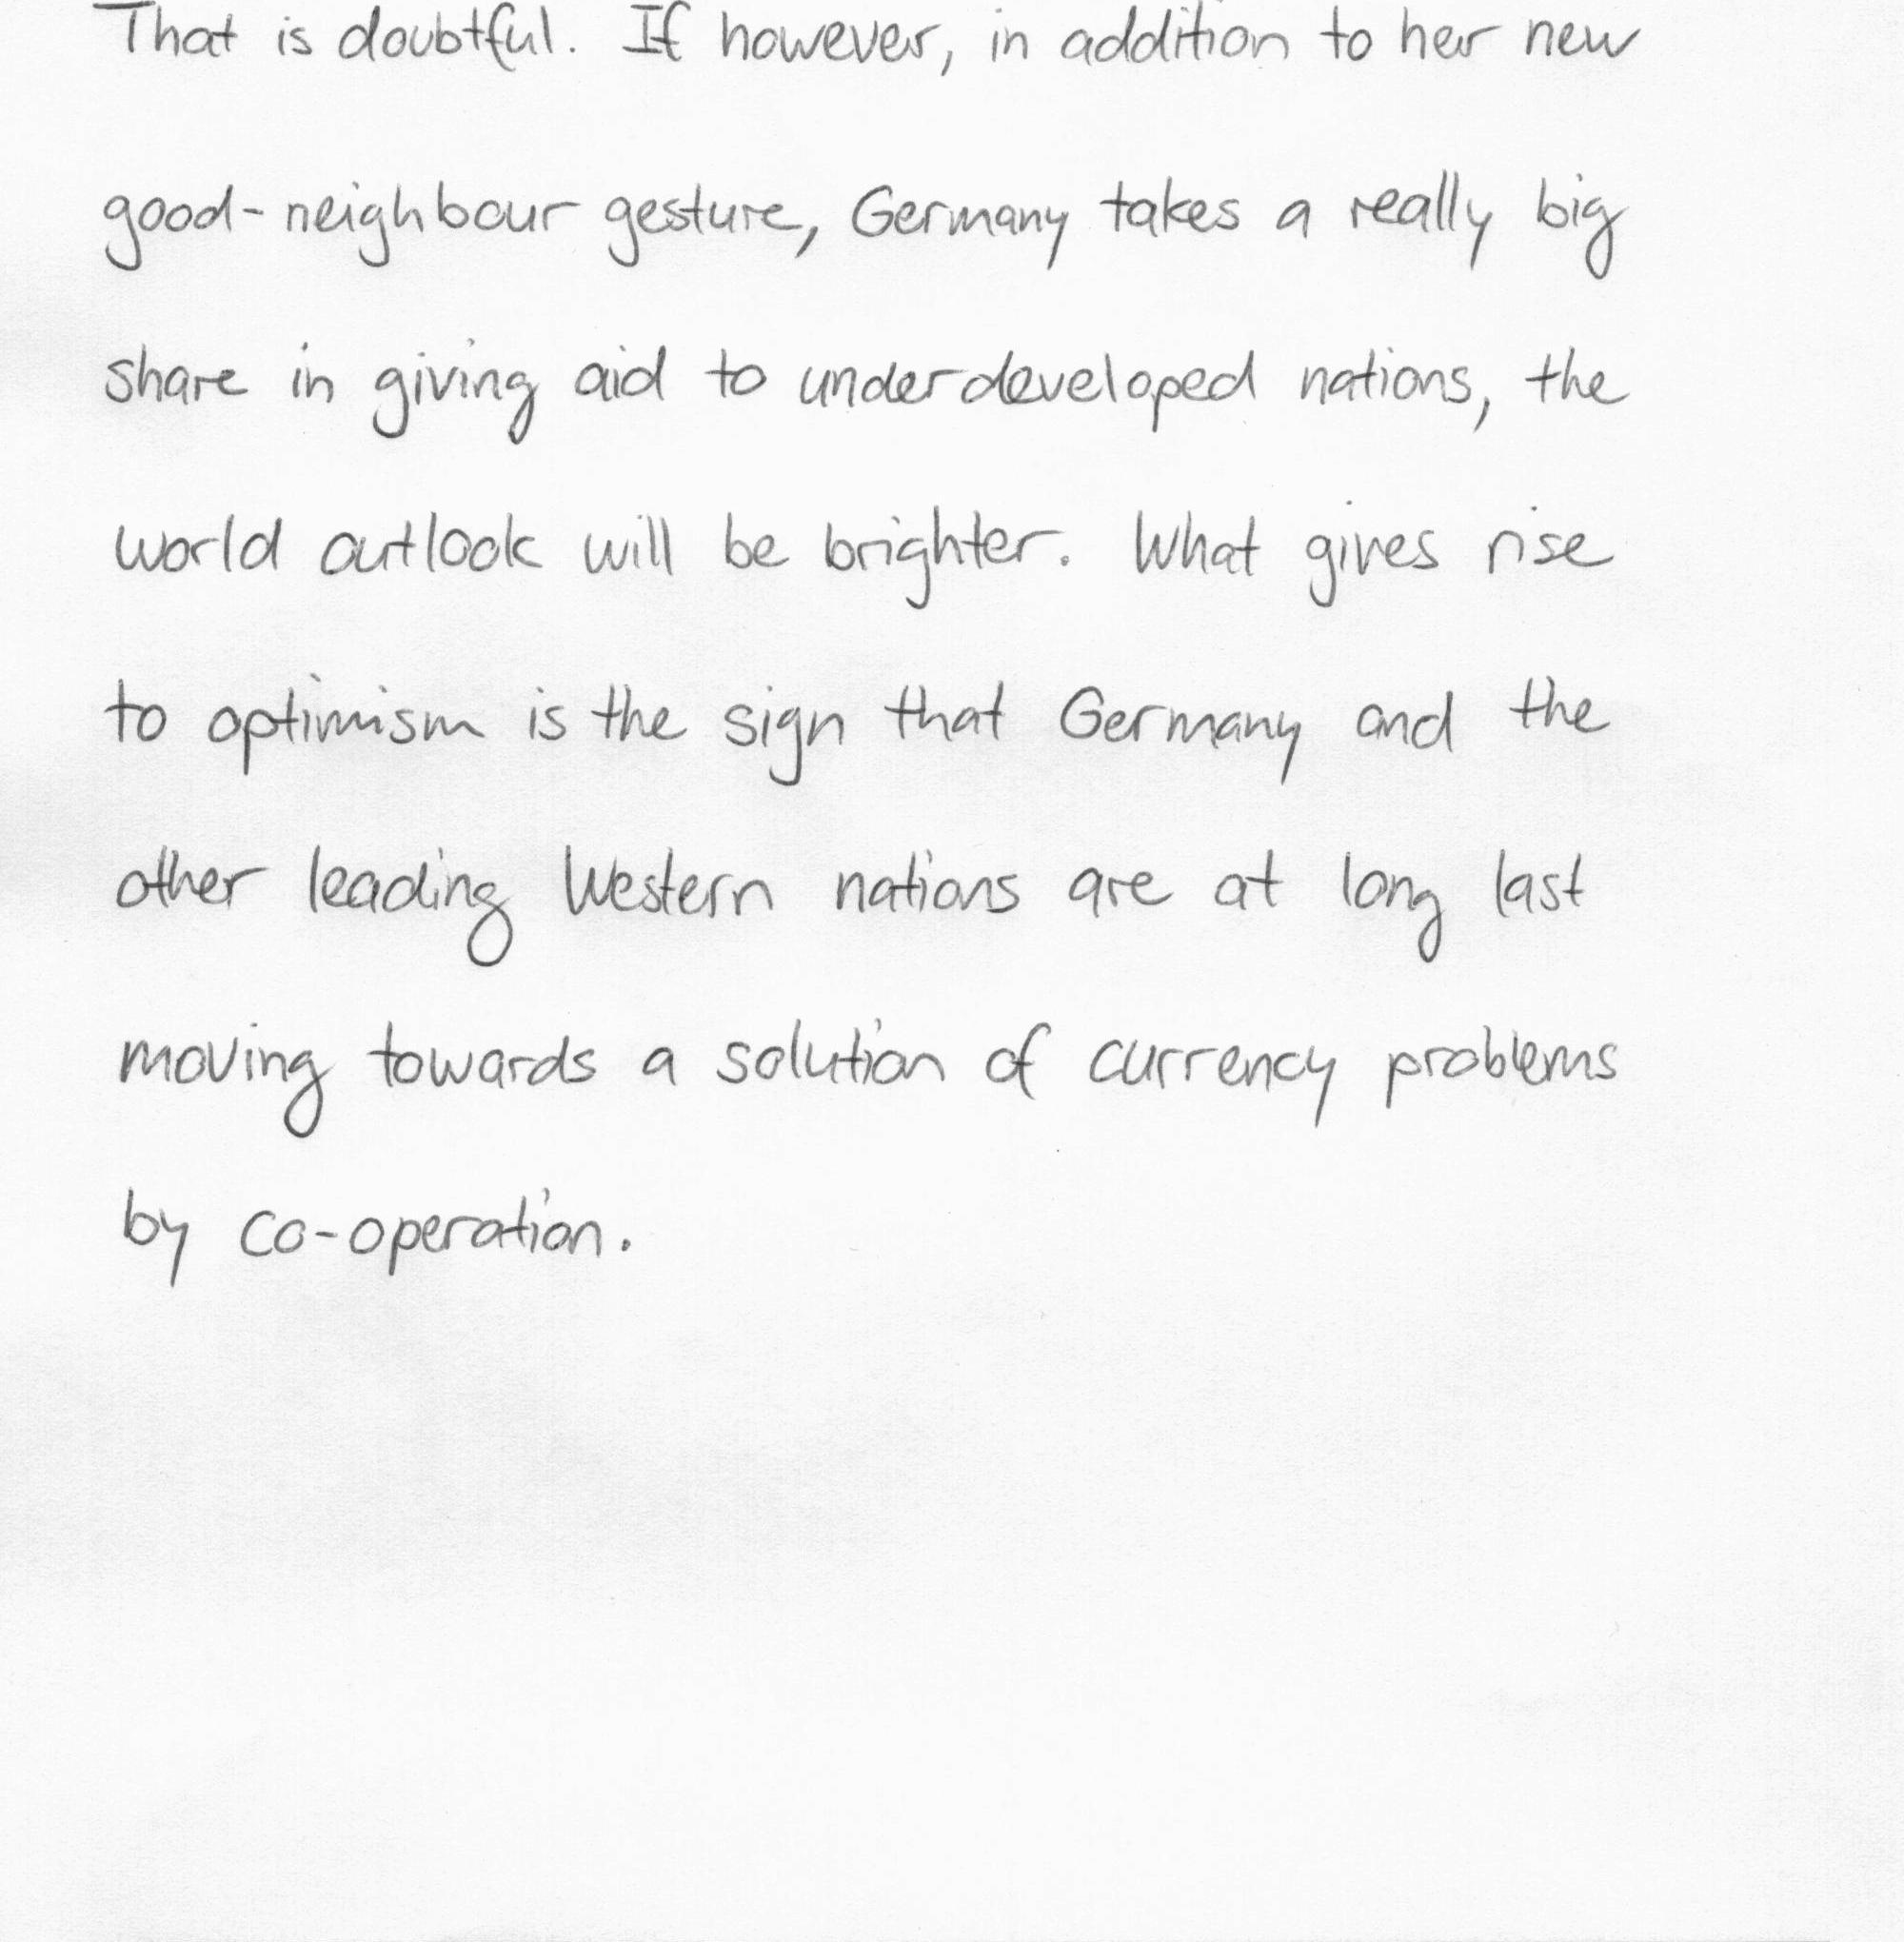 That is doubtful. If however, in addition to her new
good-neighbour gesture, Germany takes a really big
share in giving aid to underdeveloped nations, the
world outlook will be brighter. What gives rise
to optimism is the sign that Germany and the
other leading Western nations are at long last
moving towards a solution of currency problems
by co-operation.